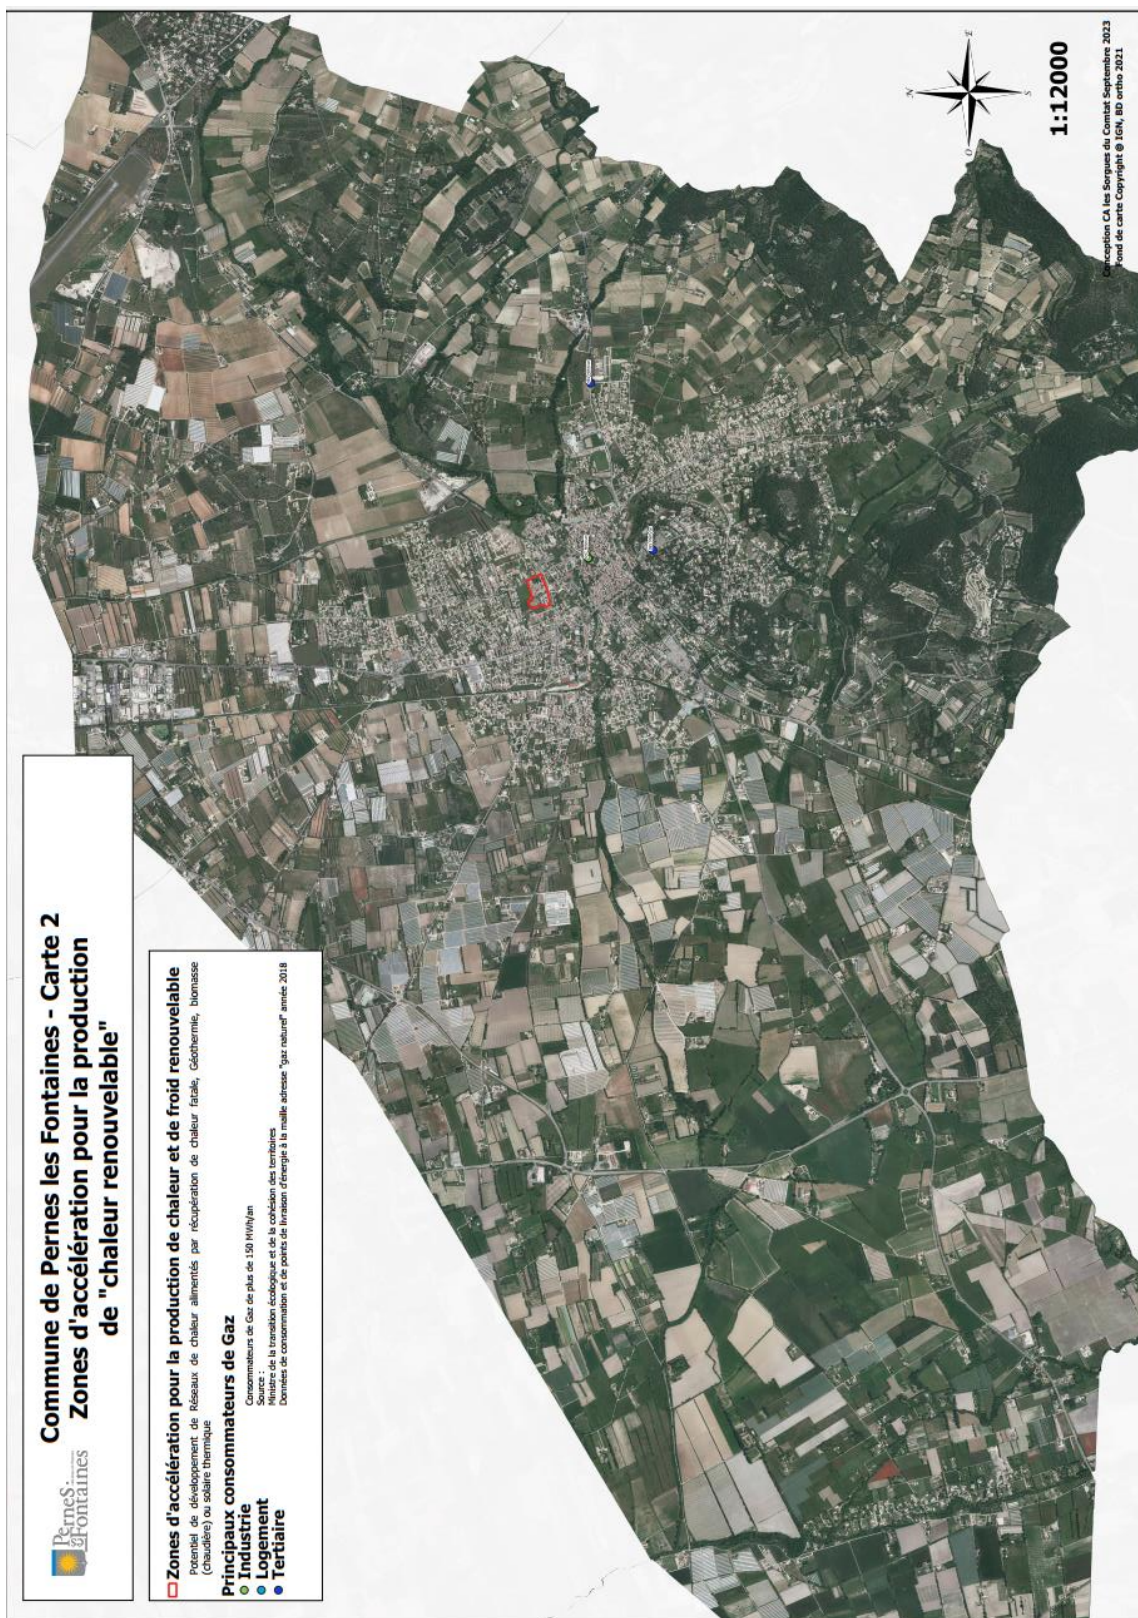 Pernes
les Fontaines
Commune de Pernes les Fontaines - Carte 2
Zones d'accélération pour la production
de "chaleur renouvelable"
Zones d'accélération pour la production de chaleur et de froid renouvelable
Potentiel de développement de Réseaux de chaleur alimentés par récupération de chaleur fatale, Géothermie, biomasse
(chaudière) ou solaire thermique
Principaux consommateurs de Gaz
Industrie
Logement
Tertiaire
Consommateurs de Gaz de plus de 150 MWh/an
Source :
Ministre de la transition écologique et de la cohésion des territoires
Données de consommation et de points de livraison d'énergie à la maille adresse "gaz naturel" année 2018
N
E
S
O
1:12000
Conception CA les Sorgues du Comtat Septembre 2023
Fond de carte Copyright @ IGN, BD ortho 2021